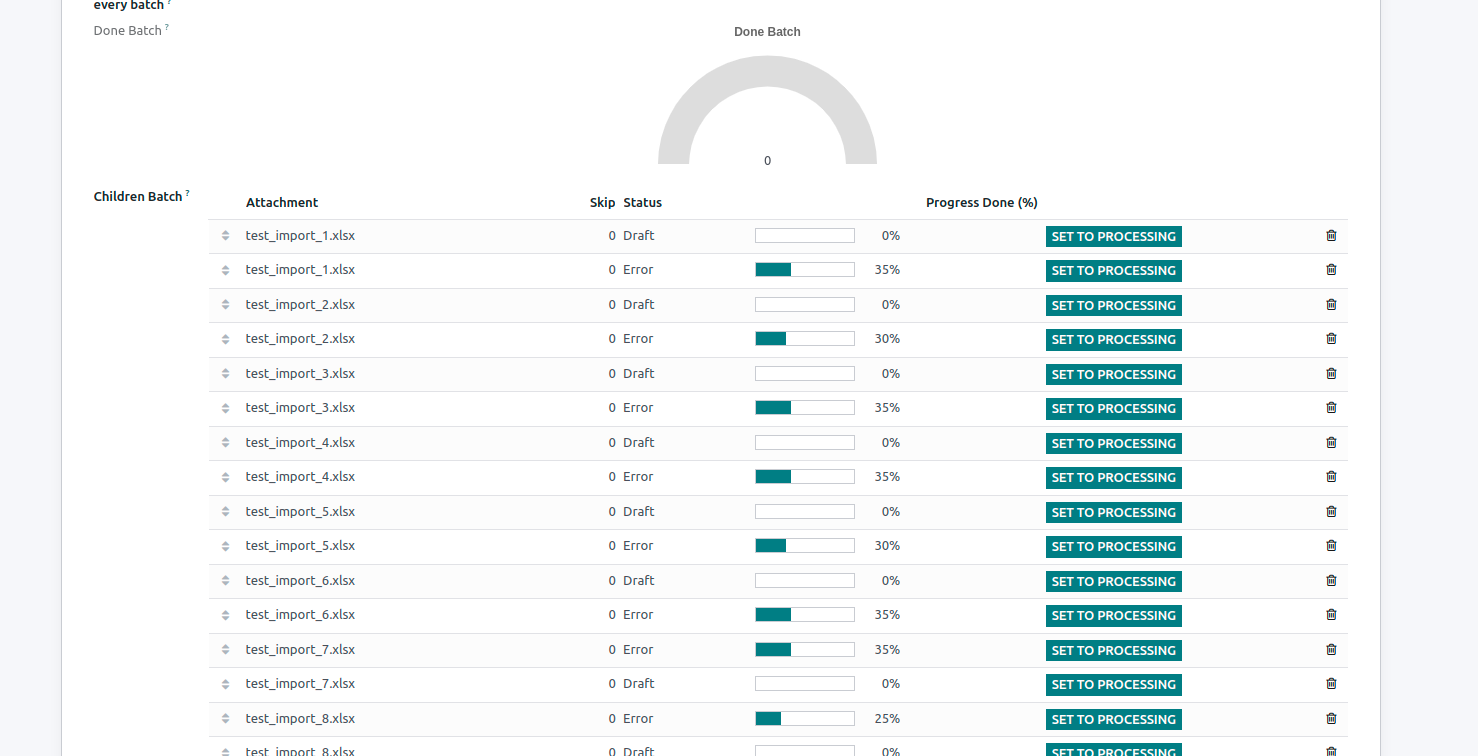 every batch ?
Done Batch ?
Done Batch
0
Children Batch ?
Attachment Skip Status Progress Done (%)
test_import_1.xlsx 0 Draft 0% SET TO PROCESSING
test_import_1.xlsx 0 Error 35% SET TO PROCESSING
test_import_2.xlsx 0 Draft 0% SET TO PROCESSING
test_import_2.xlsx 0 Error 30% SET TO PROCESSING
test_import_3.xlsx 0 Draft 0% SET TO PROCESSING
test_import_3.xlsx 0 Error 35% SET TO PROCESSING
test_import_4.xlsx 0 Draft 0% SET TO PROCESSING
test_import_4.xlsx 0 Error 35% SET TO PROCESSING
test_import_5.xlsx 0 Draft 0% SET TO PROCESSING
test_import_5.xlsx 0 Error 30% SET TO PROCESSING
test_import_6.xlsx 0 Draft 0% SET TO PROCESSING
test_import_6.xlsx 0 Error 35% SET TO PROCESSING
test_import_7.xlsx 0 Error 35% SET TO PROCESSING
test_import_7.xlsx 0 Draft 0% SET TO PROCESSING
test_import_8.xlsx 0 Error 25% SET TO PROCESSING
test_import_8.xlsx 0 Draft 0% SET TO PROCESSING